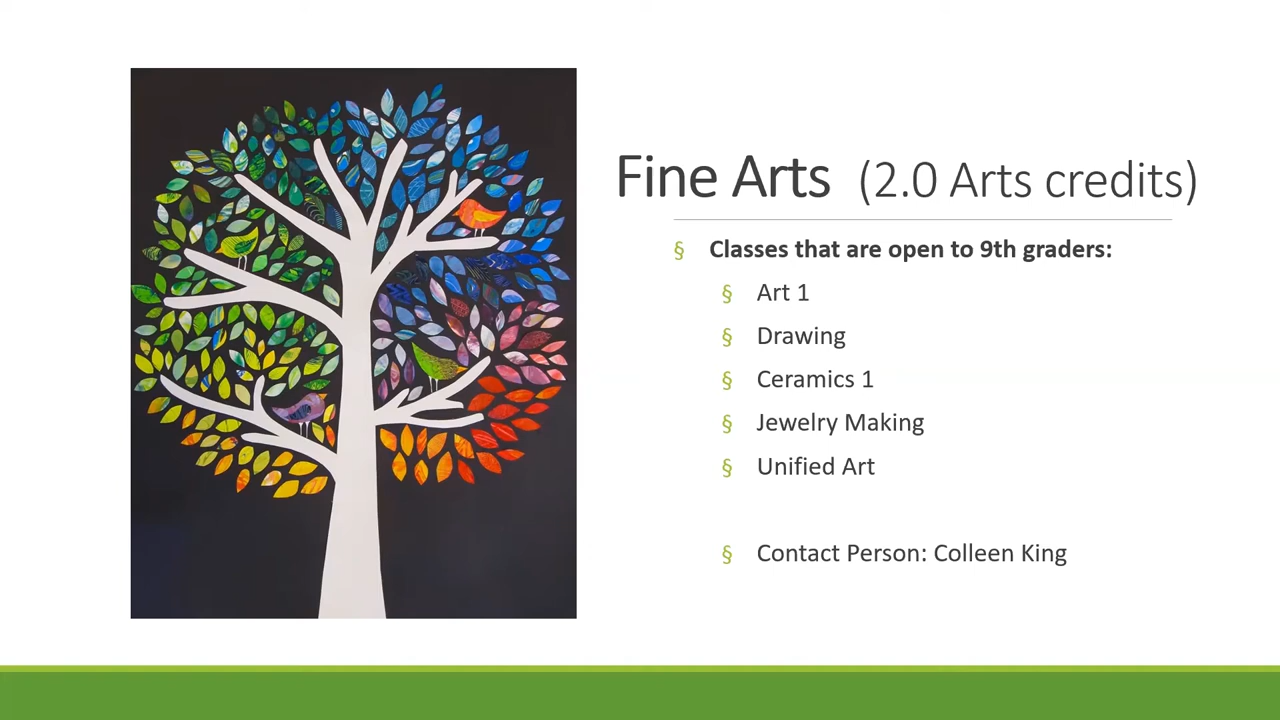 Fine Arts (2.0 Arts credits)
§ Classes that are open to 9th graders:
§ Art 1
§ Drawing
§ Ceramics 1
§ Jewelry Making
§ Unified Art
§ Contact Person: Colleen King